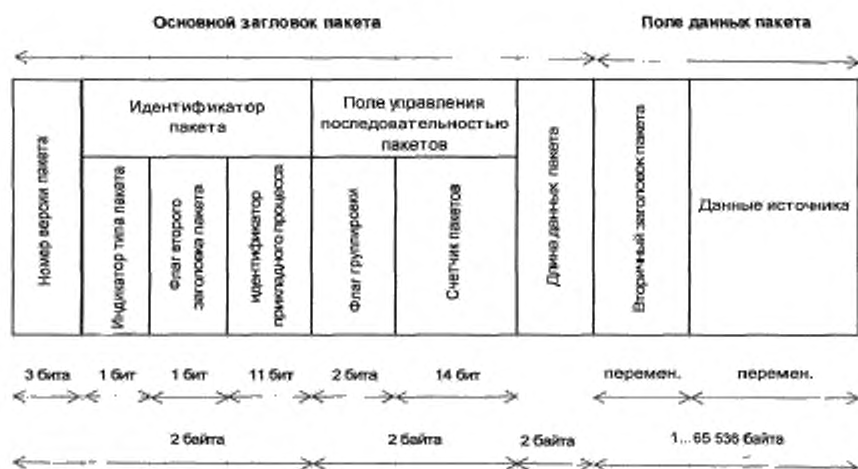 Основной загловок пакета
Поле данных пакета
Номер версии пакета
Идентификатор
пакета
Индикатор типа пакета
Флаг второго
заголовка пакета
идентификатор
прикладного процесса
Поле управления
последовательностью
пакетов
Флаг группировки
Счетчик пакетов
Длина данных пакета
Вторичный заголовок пакета
Данные источника
3 бита
1 бит
1 бит
11 бит
2 бита
14 бит
перемен.
перемен.
2 байта
2 байта
2 байта
1...65 536 байта